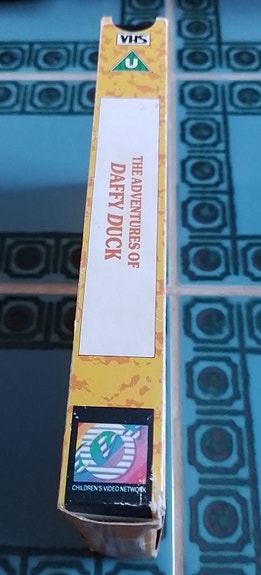 VHS
U
THE ADVENTURES OF
DAFFY DUCK
CHILDREN'S VIDEO NETWORK